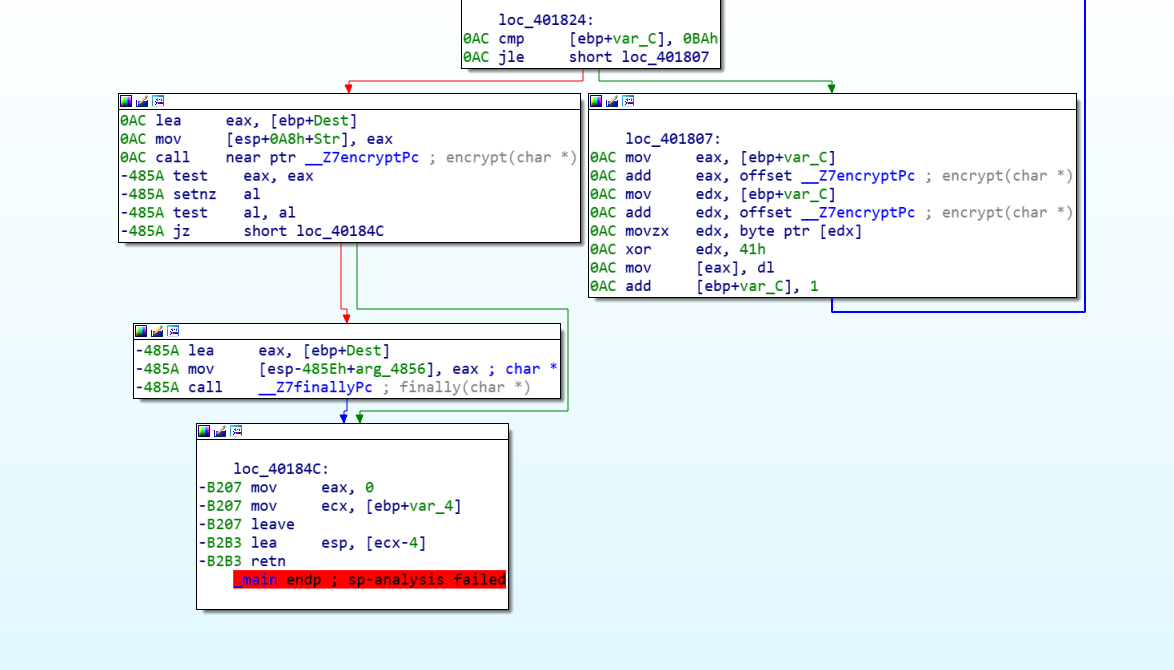 loc_401824:
0AC cmp [ebp+var_C], 0BAh
0AC jle short loc_401807
0AC lea eax, [ebp+Dest]
0AC mov [esp+0A8h+Str], eax
0AC call near ptr __Z7encryptPc ; encrypt(char *)
-485A test eax, eax
-485A setnz al
-485A test al, al
-485A jz short loc_40184C
loc_401807:
0AC mov eax, [ebp+var_C]
0AC add eax, offset __Z7encryptPc ; encrypt(char *)
0AC mov edx, [ebp+var_C]
0AC add edx, offset __Z7encryptPc ; encrypt(char *)
0AC movzx edx, byte ptr [edx]
0AC xor edx, 41h
0AC mov [eax], dl
0AC add [ebp+var_C], 1
-485A lea eax, [ebp+Dest]
-485A mov [esp-485Eh+arg_4856], eax ; char *
-485A call __Z7finallyPc ; finally(char *)
loc_40184C:
-B207 mov eax, 0
-B207 mov ecx, [ebp+var_4]
-B207 leave
-B2B3 lea esp, [ecx-4]
-B2B3 retn
_main endp ; sp-analysis failed